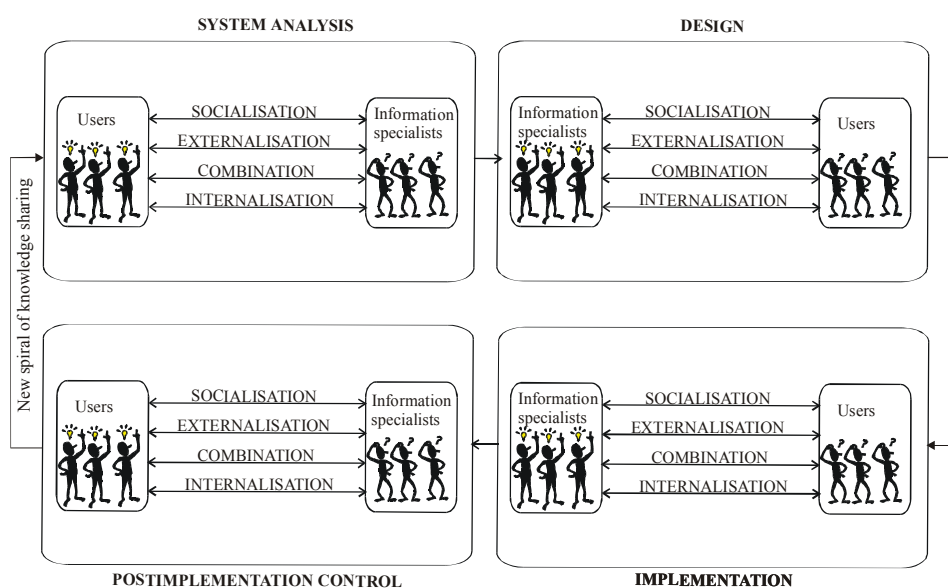 SYSTEM ANALYSIS
Users
SOCIALISATION
EXTERNALISATION
COMBINATION
INTERNALISATION
Information
specialists
DESIGN
Information
specialists
SOCIALISATION
EXTERNALISATION
COMBINATION
INTERNALISATION
Users
New spiral of knowledge sharing
Users
SOCIALISATION
EXTERNALISATION
COMBINATION
INTERNALISATION
Information
specialists
POSTIMPLEMENTATION CONTROL
Information
specialists
SOCIALISATION
EXTERNALISATION
COMBINATION
INTERNALISATION
Users
IMPLEMENTATION